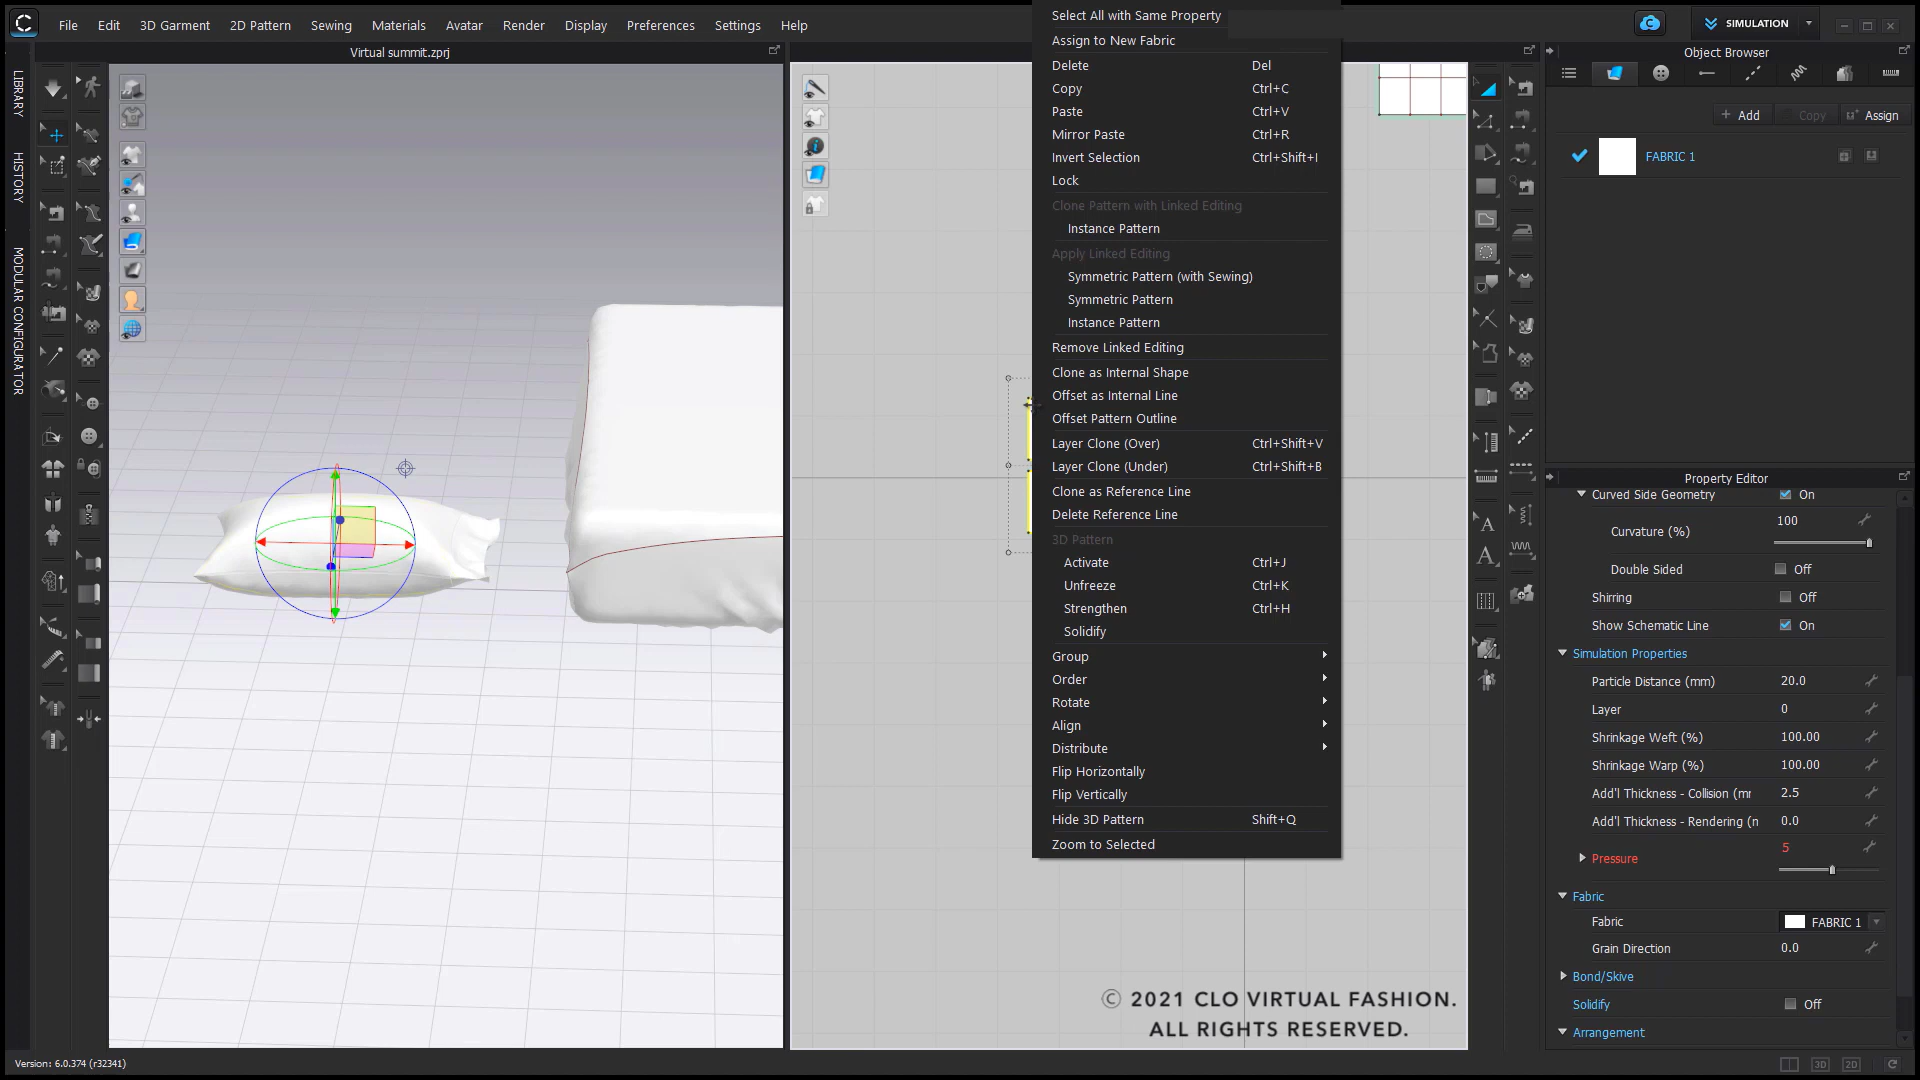 File Edit 3D Garment 2D Pattern Sewing Materials Avatar Render Display Preferences Settings Help
SIMULATION
Virtual summit.zprj
Object Browser
LIBRARY
HISTORY
MODULAR CONFIGURATOR
Select All with Same Property
Assign to New Fabric
Delete Del
Copy Ctrl+C
Paste Ctrl+V
Mirror Paste Ctrl+R
Invert Selection Ctrl+Shift+I
Lock
Clone Pattern with Linked Editing
Instance Pattern
Apply Linked Editing
Symmetric Pattern (with Sewing)
Symmetric Pattern
Instance Pattern
Remove Linked Editing
Clone as Internal Shape
Offset as Internal Line
Offset Pattern Outline
Layer Clone (Over) Ctrl+Shift+V
Layer Clone (Under) Ctrl+Shift+B
Clone as Reference Line
Delete Reference Line
3D Pattern
Activate Ctrl+J
Unfreeze Ctrl+K
Strengthen Ctrl+H
Solidify
Group
Order
Rotate
Align
Distribute
Flip Horizontally
Flip Vertically
Hide 3D Pattern Shift+Q
Zoom to Selected
+ Add Copy Assign
FABRIC 1
Property Editor
Curved Side Geometry On
Curvature (%) 100
Double Sided Off
Shirring Off
Show Schematic Line On
Simulation Properties
Particle Distance (mm) 20.0
Layer 0
Shrinkage Weft (%) 100.00
Shrinkage Warp (%) 100.00
Add'l Thickness - Collision (mr 2.5
Add'l Thickness - Rendering (n 0.0
Pressure 5
Fabric
Fabric FABRIC 1
Grain Direction 0.0
Bond/Skive
Solidify Off
Arrangement
© 2021 CLO VIRTUAL FASHION.
ALL RIGHTS RESERVED.
Version: 6.0.374 (r32341)
3D 2D